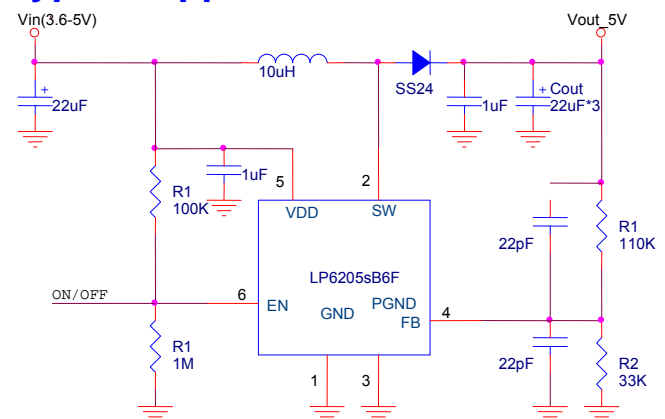 Vin(3.6-5V)
Vout_5V
10uH
SS24
+
22uF
1uF
+ Cout
22uF*3
1uF
R1
100K
5
2
VDD
SW
22pF
R1
110K
LP6205sB6F
ON/OFF
6
EN
GND
PGND
FB
4
R1
1M
22pF
R2
33K
1
3